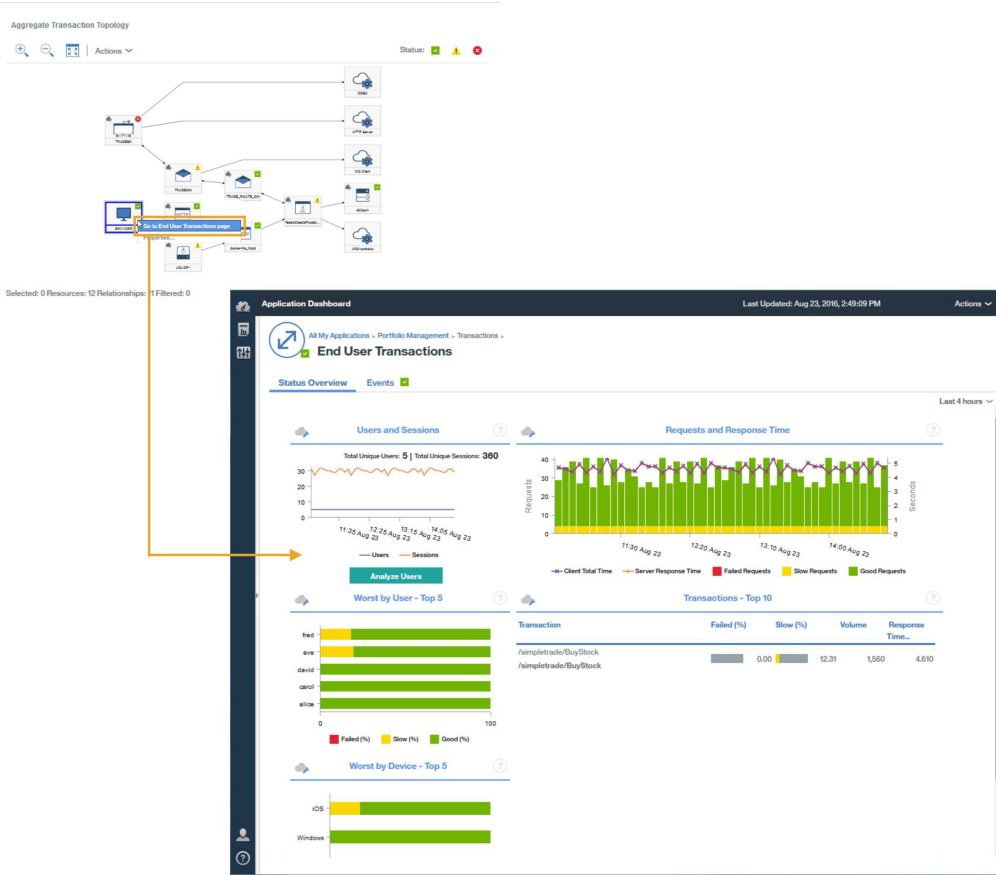 Aggregate Transaction Topology
Actions
Status:
TRADESK
TRADEGW
TRADE_ROUTE_GW
HTTP Server
MQ Client
BROWSER
HTTP
Go to End User Transactions page
Properties...
Selected: 0 Resources: 12 Relationships: 11 Filtered: 0
Application Dashboard
Last Updated: Aug 23, 2016, 2:49:09 PM
Actions
All My Applications > Portfolio Management > Transactions >
End User Transactions
Status Overview
Events
Last 4 hours
Users and Sessions
?
Total Unique Users: 5 | Total Unique Sessions: 360
30
20
10
0
11:35 Aug 23
12:25 Aug 23
13:15 Aug 23
14:05 Aug 23
Users
Sessions
Analyze Users
Requests and Response Time
?
Requests
40
30
20
10
0
5
4
3
2
1
0
Seconds
11:30 Aug 23
12:20 Aug 23
13:10 Aug 23
14:00 Aug 23
Client Total Time
Server Response Time
Failed Requests
Slow Requests
Good Requests
Worst by User - Top 5
?
fred
eve
david
carol
alice
0
100
Failed (%)
Slow (%)
Good (%)
Transactions - Top 10
?
Transaction
Failed (%)
Slow (%)
Volume
Response
Time...
/simpletrade/BuyStock
/simpletrade/BuyStock
0.00
12.31
1,560
4.610
Worst by Device - Top 5
?
iOS
Windows
?